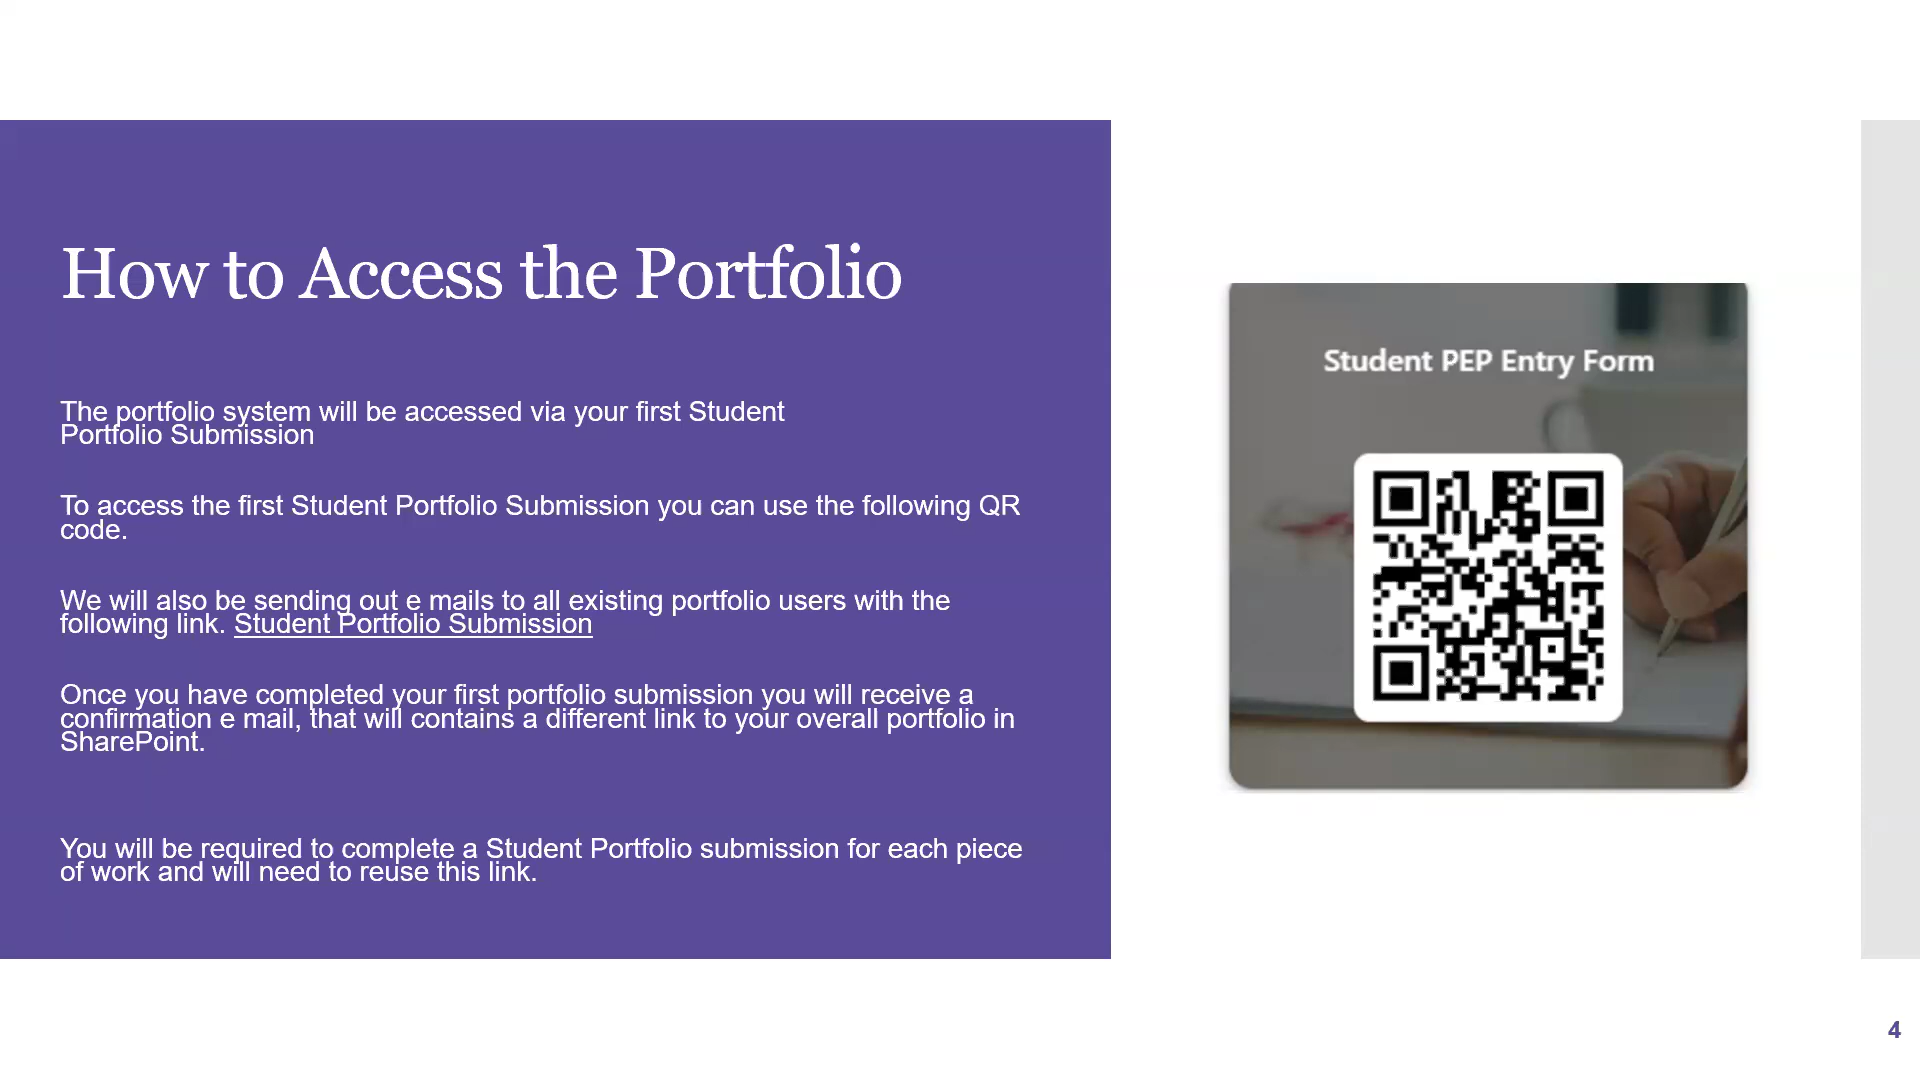 How to Access the Portfolio
The portfolio system will be accessed via your first Student
Portfolio Submission
To access the first Student Portfolio Submission you can use the following QR
code.
We will also be sending out e mails to all existing portfolio users with the
following link. Student Portfolio Submission
Once you have completed your first portfolio submission you will receive a
confirmation e mail, that will contains a different link to your overall portfolio in
SharePoint.
You will be required to complete a Student Portfolio submission for each piece
of work and will need to reuse this link.
Student PEP Entry Form
4